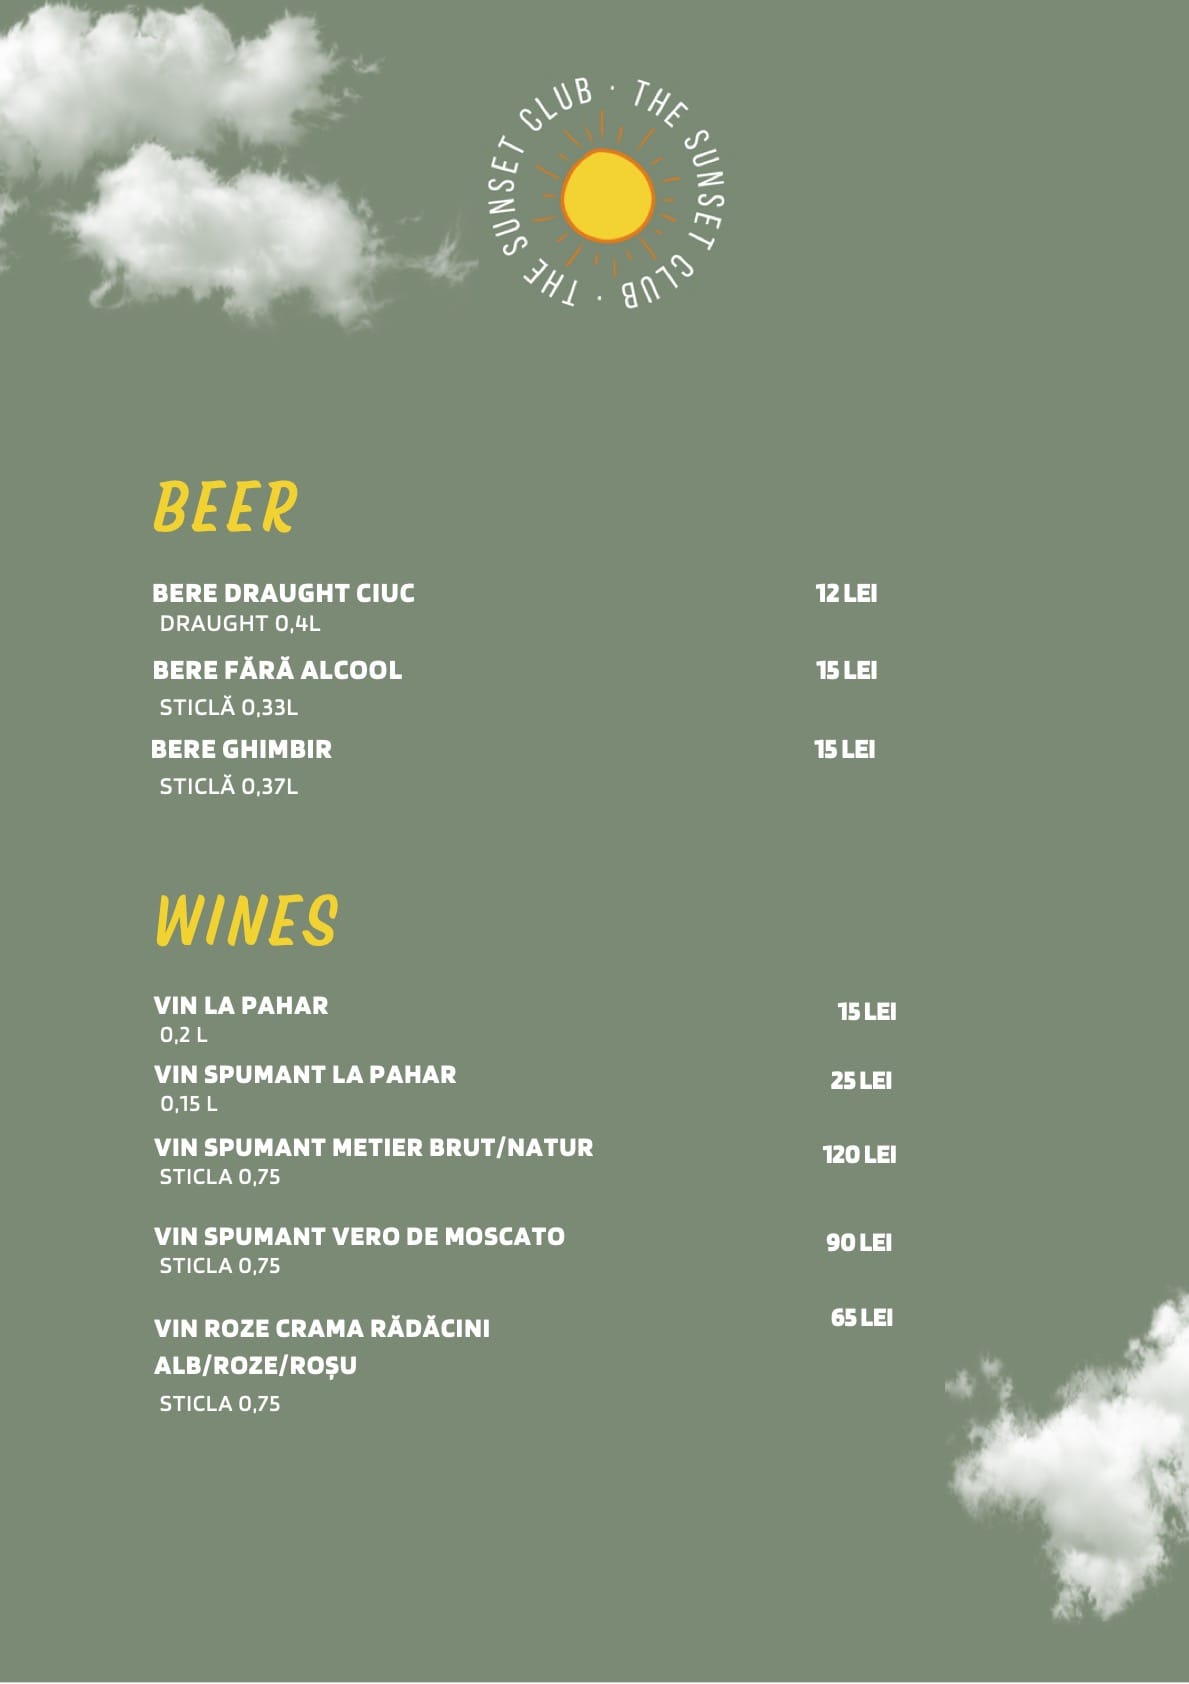 THE SUNSET CLUB · THE SUNSET CLUB ·
BEER
BERE DRAUGHT CIUC 12 LEI
DRAUGHT 0,4L
BERE FĂRĂ ALCOOL 15 LEI
STICLĂ 0,33L
BERE GHIMBIR 15 LEI
STICLĂ 0,37L
WINES
VIN LA PAHAR 15 LEI
0,2 L
VIN SPUMANT LA PAHAR 25 LEI
0,15 L
VIN SPUMANT METIER BRUT/NATUR 120 LEI
STICLA 0,75
VIN SPUMANT VERO DE MOSCATO 90 LEI
STICLA 0,75
VIN ROZE CRAMA RĂDĂCINI 65 LEI
ALB/ROZE/ROȘU
STICLA 0,75